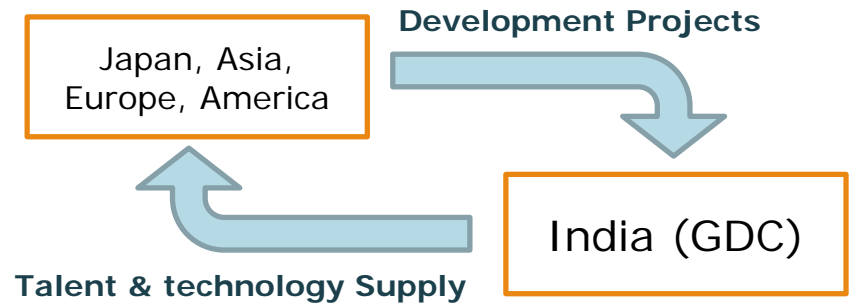 Development Projects
Japan, Asia,
Europe, America
India (GDC)
Talent & technology Supply